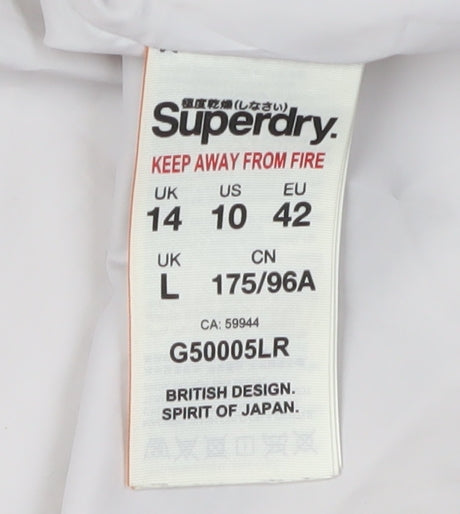 極度乾燥(しなさい)
Superdry.
KEEP AWAY FROM FIRE
UK US EU
14 10 42
UK CN
L 175/96A
CA: 59944
G50005LR
BRITISH DESIGN.
SPIRIT OF JAPAN.